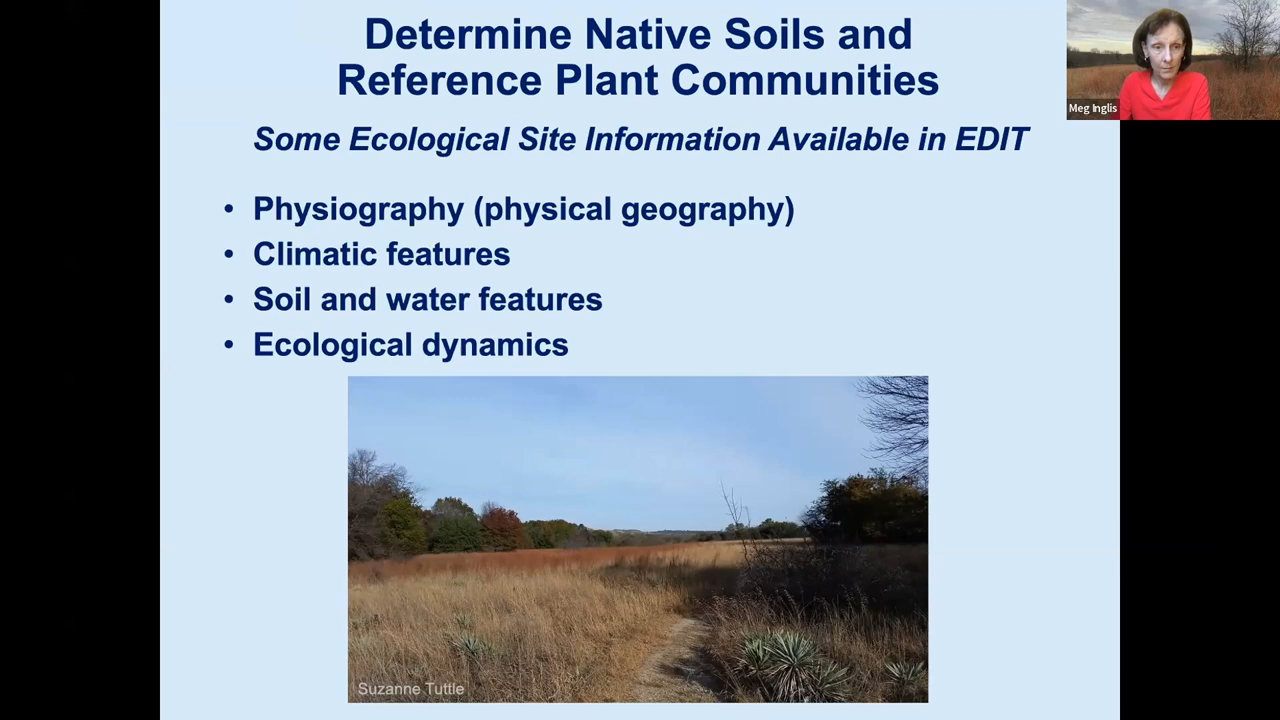 Determine Native Soils and
Reference Plant Communities
Some Ecological Site Information Available in EDIT
• Physiography (physical geography)
• Climatic features
• Soil and water features
• Ecological dynamics
Suzanne Tuttle
Meg Inglis